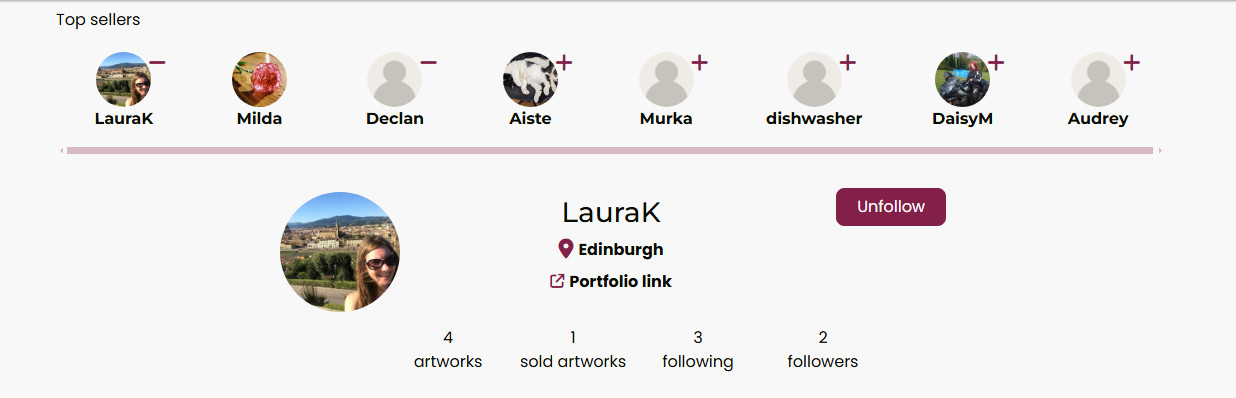 Top sellers
LauraK Milda Declan Aiste Murka dishwasher DaisyM Audrey
LauraK
Unfollow
Edinburgh
Portfolio link
4 1 3 2
artworks sold artworks following followers